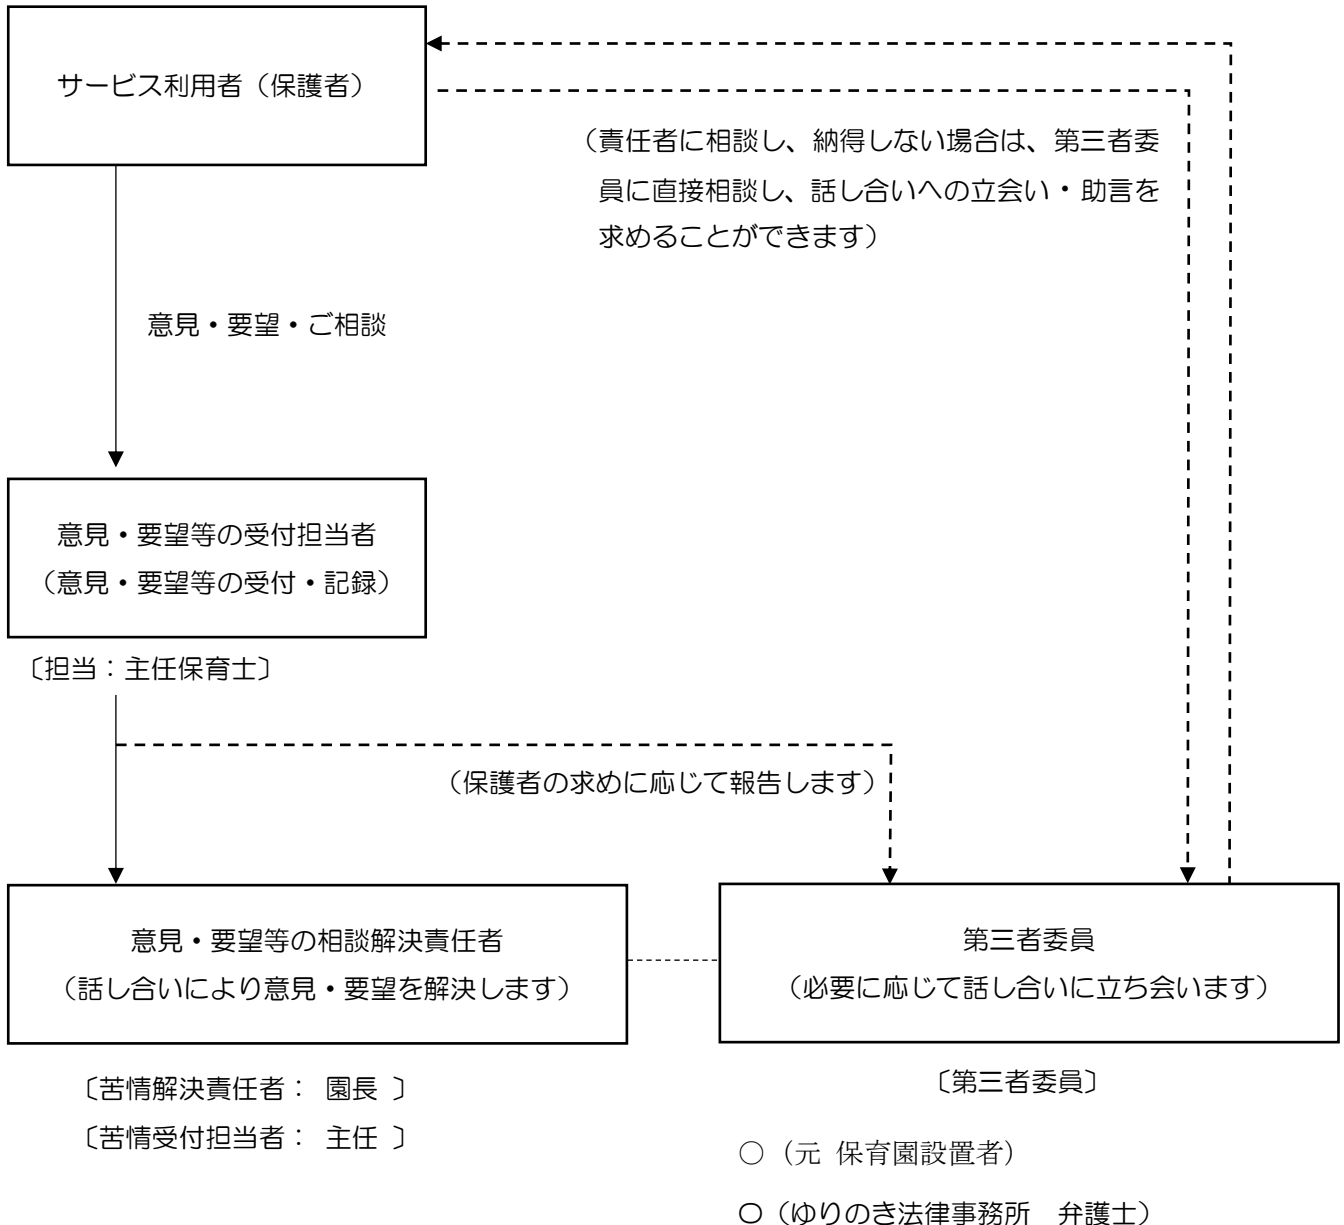 サービス利用者（保護者）
（責任者に相談し、納得しない場合は、第三者委
員に直接相談し、話し合いへの立会い・助言を
求めることができます）
意見・要望・ご相談
意見・要望等の受付担当者
（意見・要望等の受付・記録）
〔担当：主任保育士〕
（保護者の求めに応じて報告します）
意見・要望等の相談解決責任者
（話し合いにより意見・要望を解決します）
第三者委員
（必要に応じて話し合いに立ち会います）
〔苦情解決責任者： 園長 〕
〔苦情受付担当者： 主任 〕
〔第三者委員〕
○（元 保育園設置者）
○（ゆりのき法律事務所　弁護士）